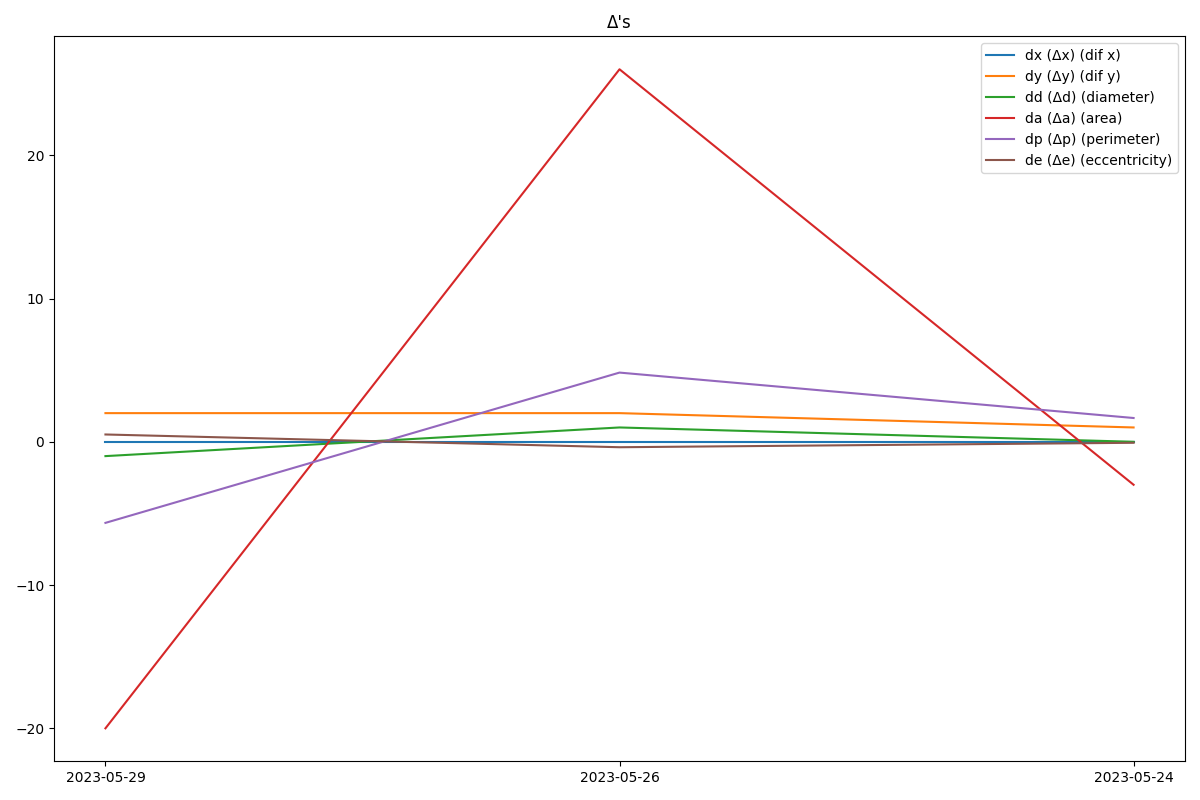 Δ's
dx (Δx) (dif x)
dy (Δy) (dif y)
dd (Δd) (diameter)
da (Δa) (area)
dp (Δp) (perimeter)
de (Δe) (eccentricity)
20
10
0
−10
−20
2023-05-29
2023-05-26
2023-05-24